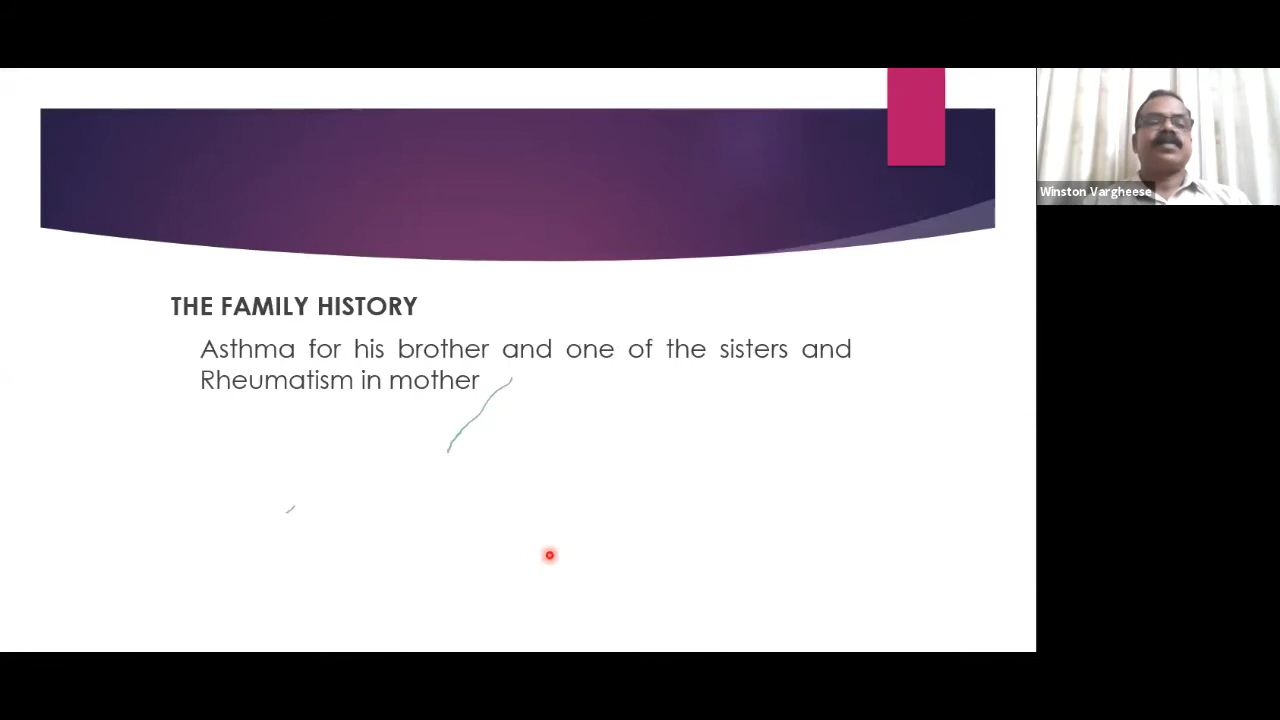 THE FAMILY HISTORY
Asthma for his brother and one of the sisters and
Rheumatism in mother
Winston Vargheese